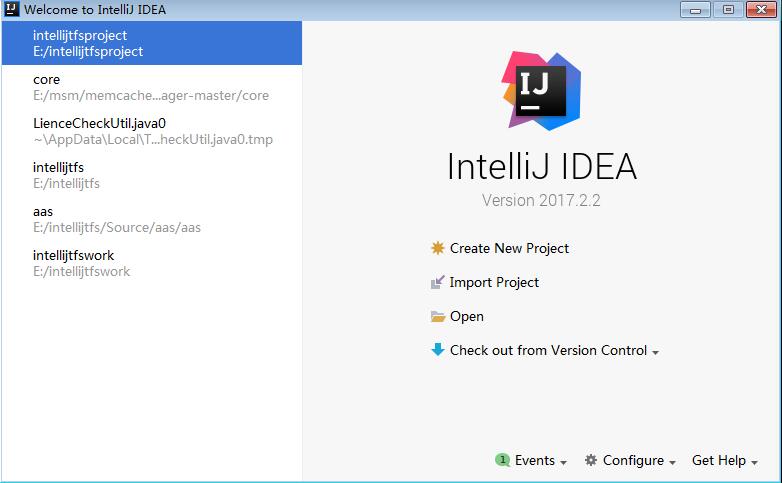 Welcome to IntelliJ IDEA
intellijtfsproject
E:/intellijtfsproject
core
E:/msm/memcache...ager-master/core
LienceCheckUtil.java0
~\AppData\Local\T...heckUtil.java0.tmp
intellijtfs
E:/intellijtfs
aas
E:/intellijtfs/Source/aas/aas
intellijtfswork
E:/intellijtfswork
IJ
IntelliJ IDEA
Version 2017.2.2
Create New Project
Import Project
Open
Check out from Version Control
1 Events
Configure
Get Help